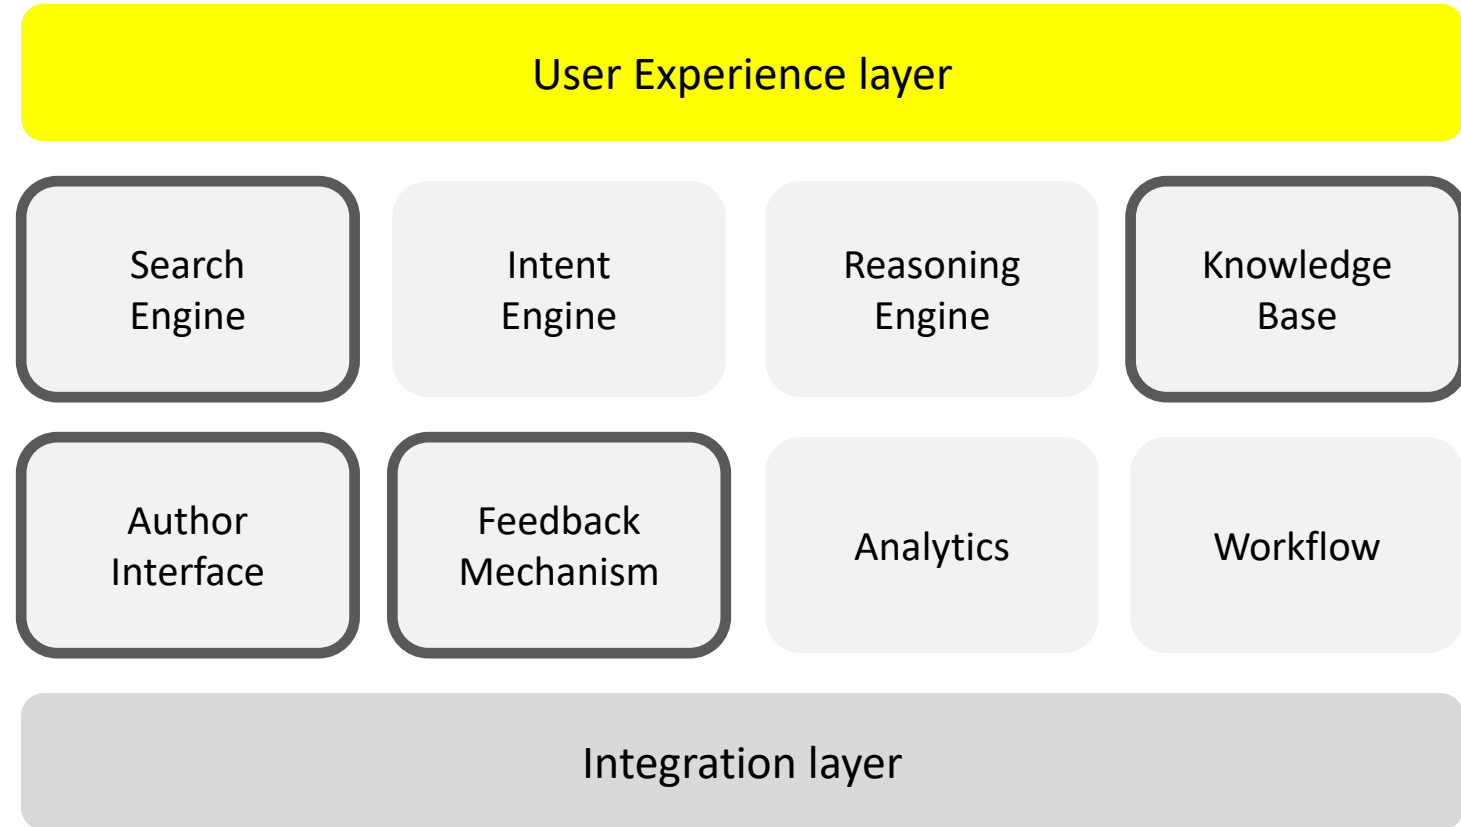 User Experience layer
Search
Engine
Intent
Engine
Reasoning
Engine
Knowledge
Base
Author
Interface
Feedback
Mechanism
Analytics
Workflow
Integration layer